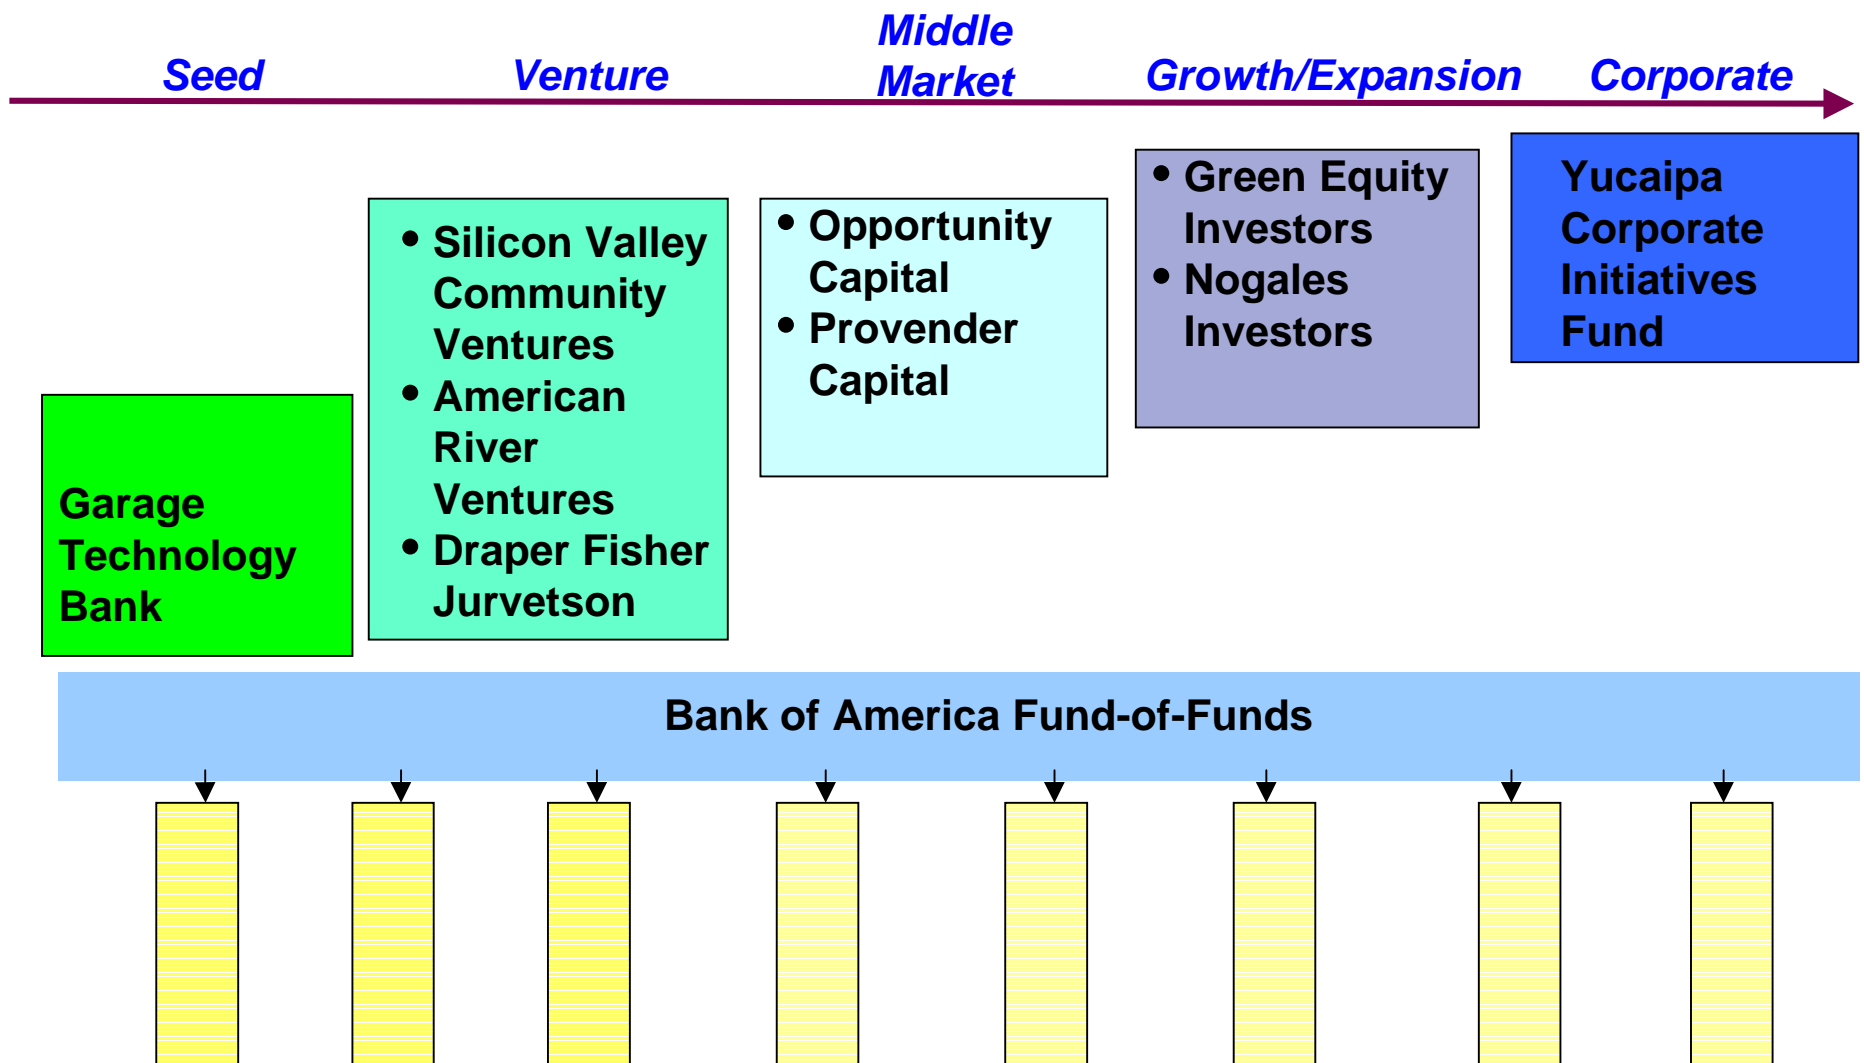 Seed
Venture
Middle
Market
Growth/Expansion
Corporate
Garage
Technology
Bank
• Silicon Valley
Community
Ventures
• American
River
Ventures
• Draper Fisher
Jurvetson
• Opportunity
Capital
• Provender
Capital
• Green Equity
Investors
• Nogales
Investors
Yucaipa
Corporate
Initiatives
Fund
Bank of America Fund-of-Funds